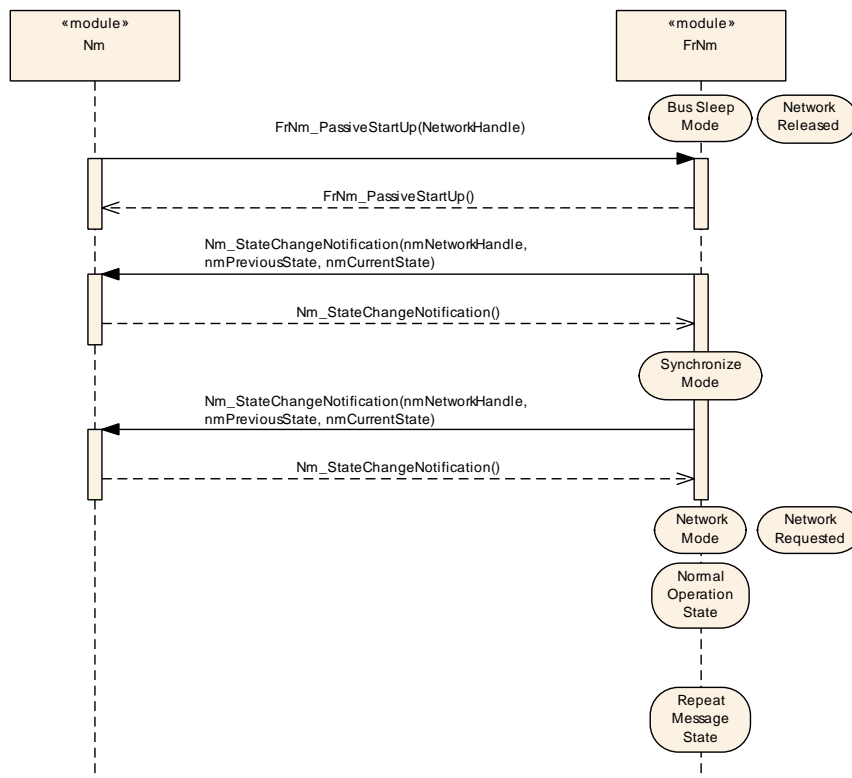 «module»
Nm
«module»
FrNm
Bus Sleep
Mode
Network
Released
FrNm_PassiveStartUp(NetworkHandle)
FrNm_PassiveStartUp()
Nm_StateChangeNotification(nmNetworkHandle,
nmPreviousState, nmCurrentState)
Nm_StateChangeNotification()
Synchronize
Mode
Nm_StateChangeNotification(nmNetworkHandle,
nmPreviousState, nmCurrentState)
Nm_StateChangeNotification()
Network
Mode
Network
Requested
Normal
Operation
State
Repeat
Message
State